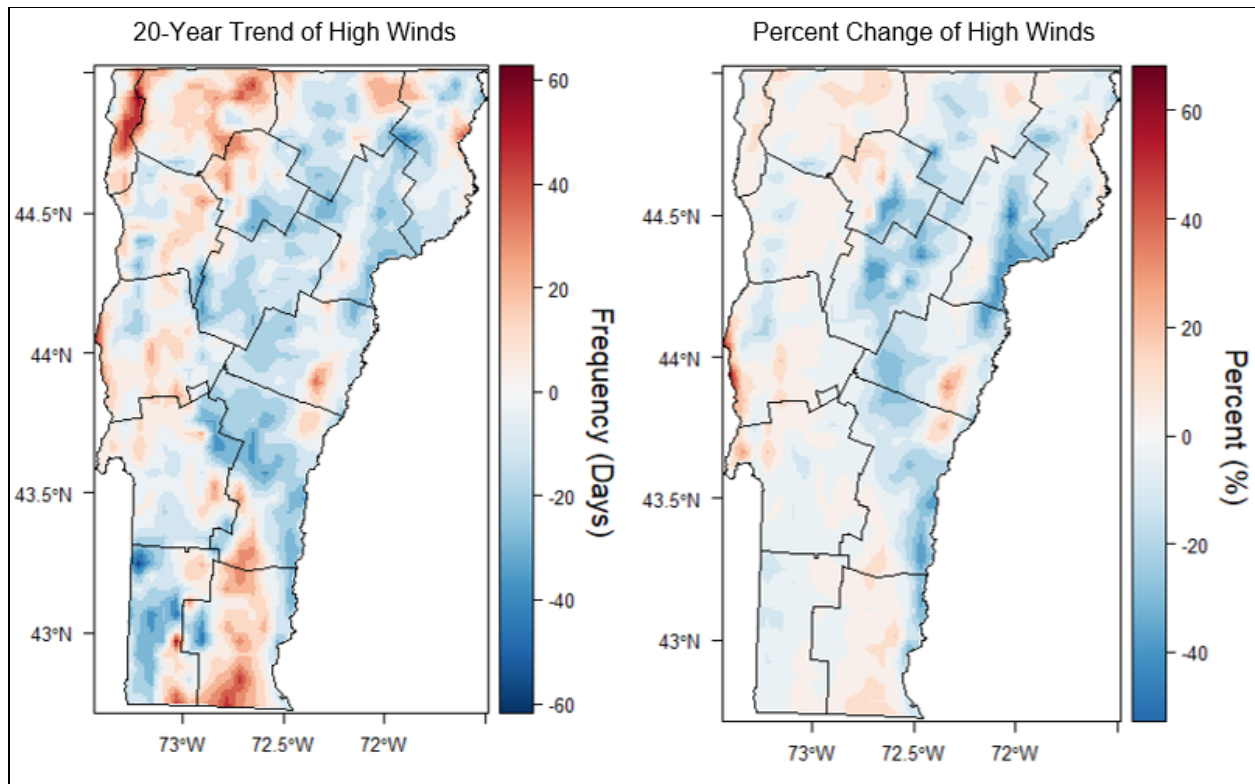 20-Year Trend of High Winds
60
40
20
0
-20
-40
-60
Frequency (Days)
44.5°N
44°N
43.5°N
43°N
73°W
72.5°W
72°W
Percent Change of High Winds
60
40
20
0
-20
-40
Percent (%)
44.5°N
44°N
43.5°N
43°N
73°W
72.5°W
72°W